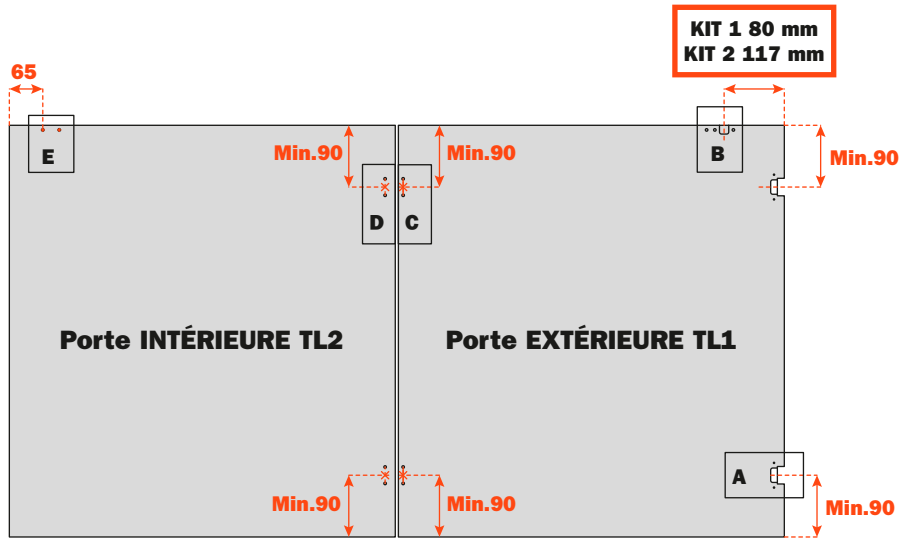 KIT 1 80 mm
KIT 2 117 mm
65
E
Min.90
Min.90
B
Min.90
D
C
Porte INTÉRIEURE TL2
Porte EXTÉRIEURE TL1
A
Min.90
Min.90
Min.90